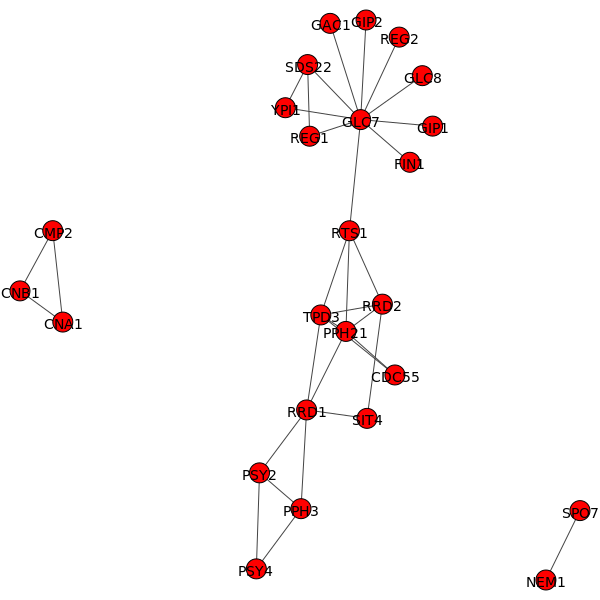 GIP2
GAC1
REG2
SDS22
GLC8
YPI1
GLC7
GIP1
REG1
FIN1
CMP2
RTS1
CNB1
RRD2
TPD3
CNA1
PPH21
CDC55
RRD1
SIT4
PSY2
PPH3
SPO7
PSY4
NEM1